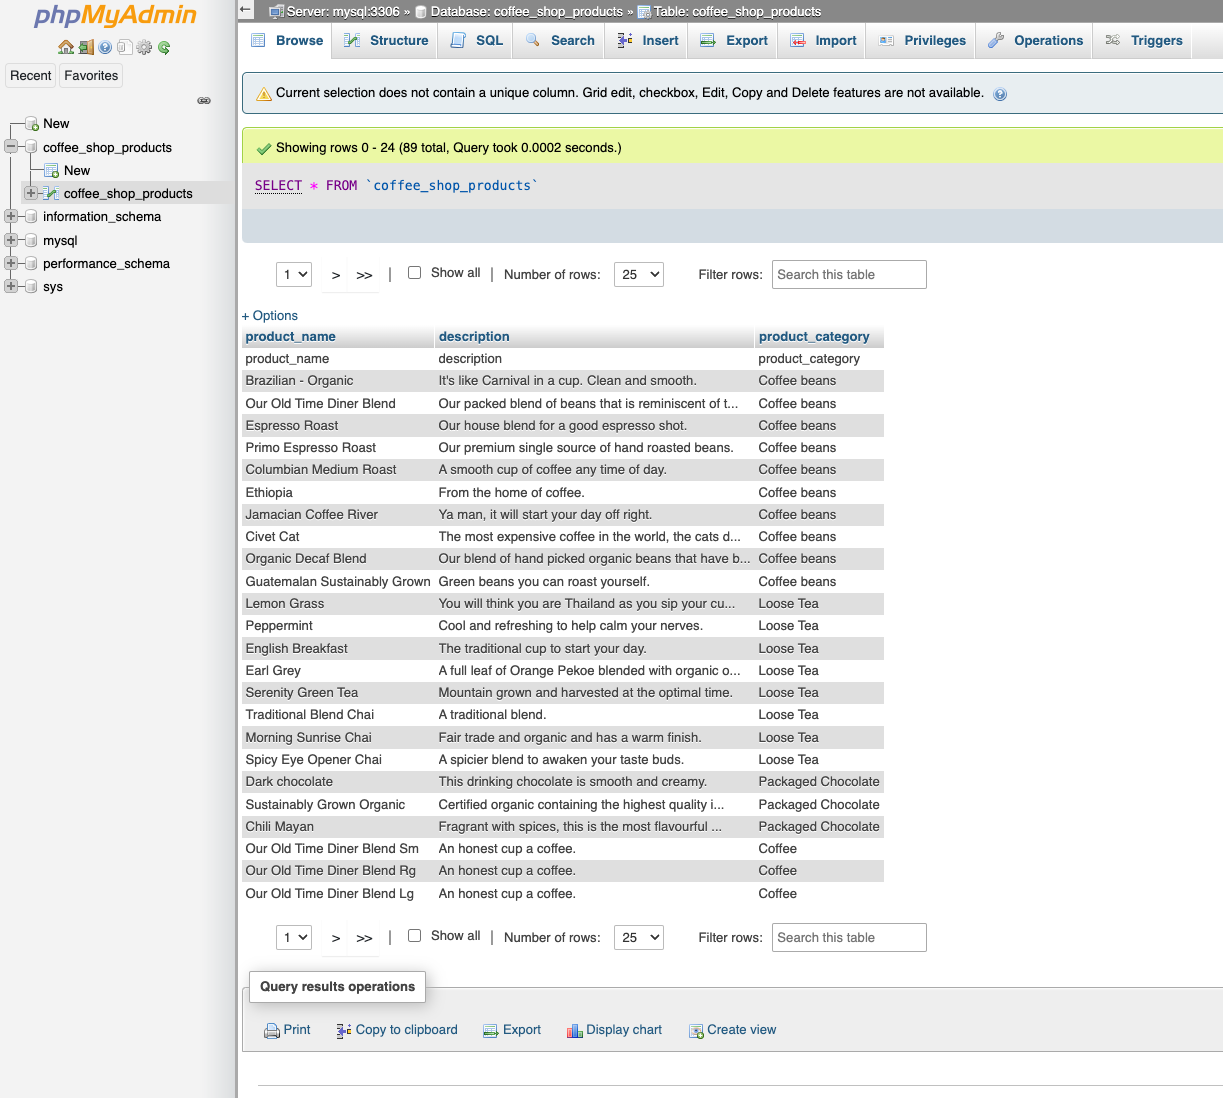 phpMyAdmin
Recent Favorites
New
coffee_shop_products
New
coffee_shop_products
information_schema
mysql
performance_schema
sys
Server: mysql:3306 » Database: coffee_shop_products » Table: coffee_shop_products
Browse Structure SQL Search Insert Export Import Privileges Operations Triggers
Current selection does not contain a unique column. Grid edit, checkbox, Edit, Copy and Delete features are not available.
Showing rows 0 - 24 (89 total, Query took 0.0002 seconds.)
SELECT * FROM `coffee_shop_products`
1 > >> | Show all | Number of rows: 25 Filter rows: Search this table
+ Options
product_name description product_category
product_name description product_category
Brazilian - Organic It's like Carnival in a cup. Clean and smooth. Coffee beans
Our Old Time Diner Blend Our packed blend of beans that is reminiscent of t... Coffee beans
Espresso Roast Our house blend for a good espresso shot. Coffee beans
Primo Espresso Roast Our premium single source of hand roasted beans. Coffee beans
Columbian Medium Roast A smooth cup of coffee any time of day. Coffee beans
Ethiopia From the home of coffee. Coffee beans
Jamacian Coffee River Ya man, it will start your day off right. Coffee beans
Civet Cat The most expensive coffee in the world, the cats d... Coffee beans
Organic Decaf Blend Our blend of hand picked organic beans that have b... Coffee beans
Guatemalan Sustainably Grown Green beans you can roast yourself. Coffee beans
Lemon Grass You will think you are Thailand as you sip your cu... Loose Tea
Peppermint Cool and refreshing to help calm your nerves. Loose Tea
English Breakfast The traditional cup to start your day. Loose Tea
Earl Grey A full leaf of Orange Pekoe blended with organic o... Loose Tea
Serenity Green Tea Mountain grown and harvested at the optimal time. Loose Tea
Traditional Blend Chai A traditional blend. Loose Tea
Morning Sunrise Chai Fair trade and organic and has a warm finish. Loose Tea
Spicy Eye Opener Chai A spicier blend to awaken your taste buds. Loose Tea
Dark chocolate This drinking chocolate is smooth and creamy. Packaged Chocolate
Sustainably Grown Organic Certified organic containing the highest quality i... Packaged Chocolate
Chili Mayan Fragrant with spices, this is the most flavourful ... Packaged Chocolate
Our Old Time Diner Blend Sm An honest cup a coffee. Coffee
Our Old Time Diner Blend Rg An honest cup a coffee. Coffee
Our Old Time Diner Blend Lg An honest cup a coffee. Coffee
1 > >> | Show all | Number of rows: 25 Filter rows: Search this table
Query results operations
Print Copy to clipboard Export Display chart Create view